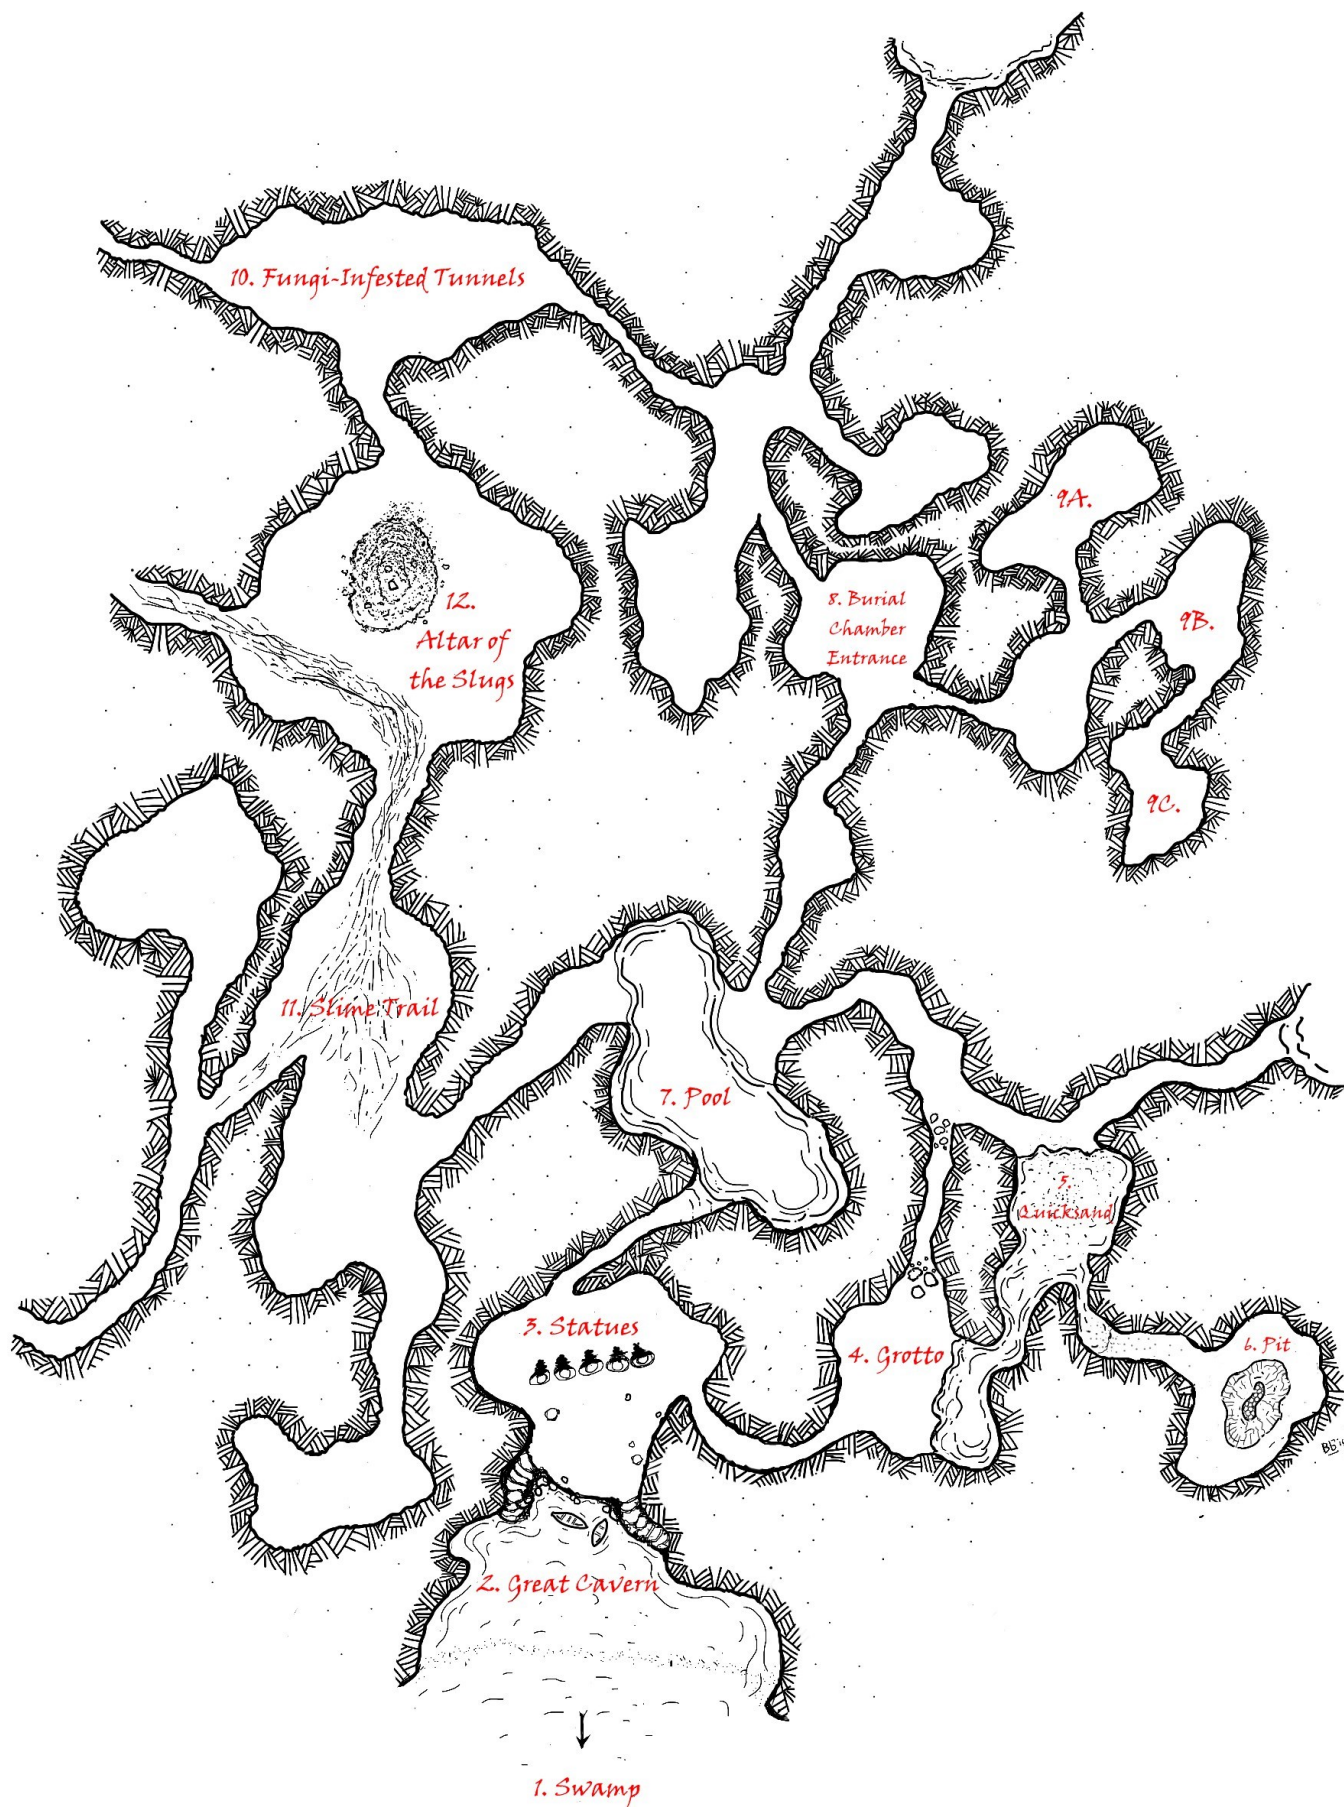 10. Fungi-Infested Tunnels
9A.
8. Burial
Chamber
Entrance
9B.
12.
Altar of
the Slugs
9C.
11. Slime Trail
7. Pool
5.
Quicksand
3. Statues
4. Grotto
6. Pit
2. Great Cavern
1. Swamp